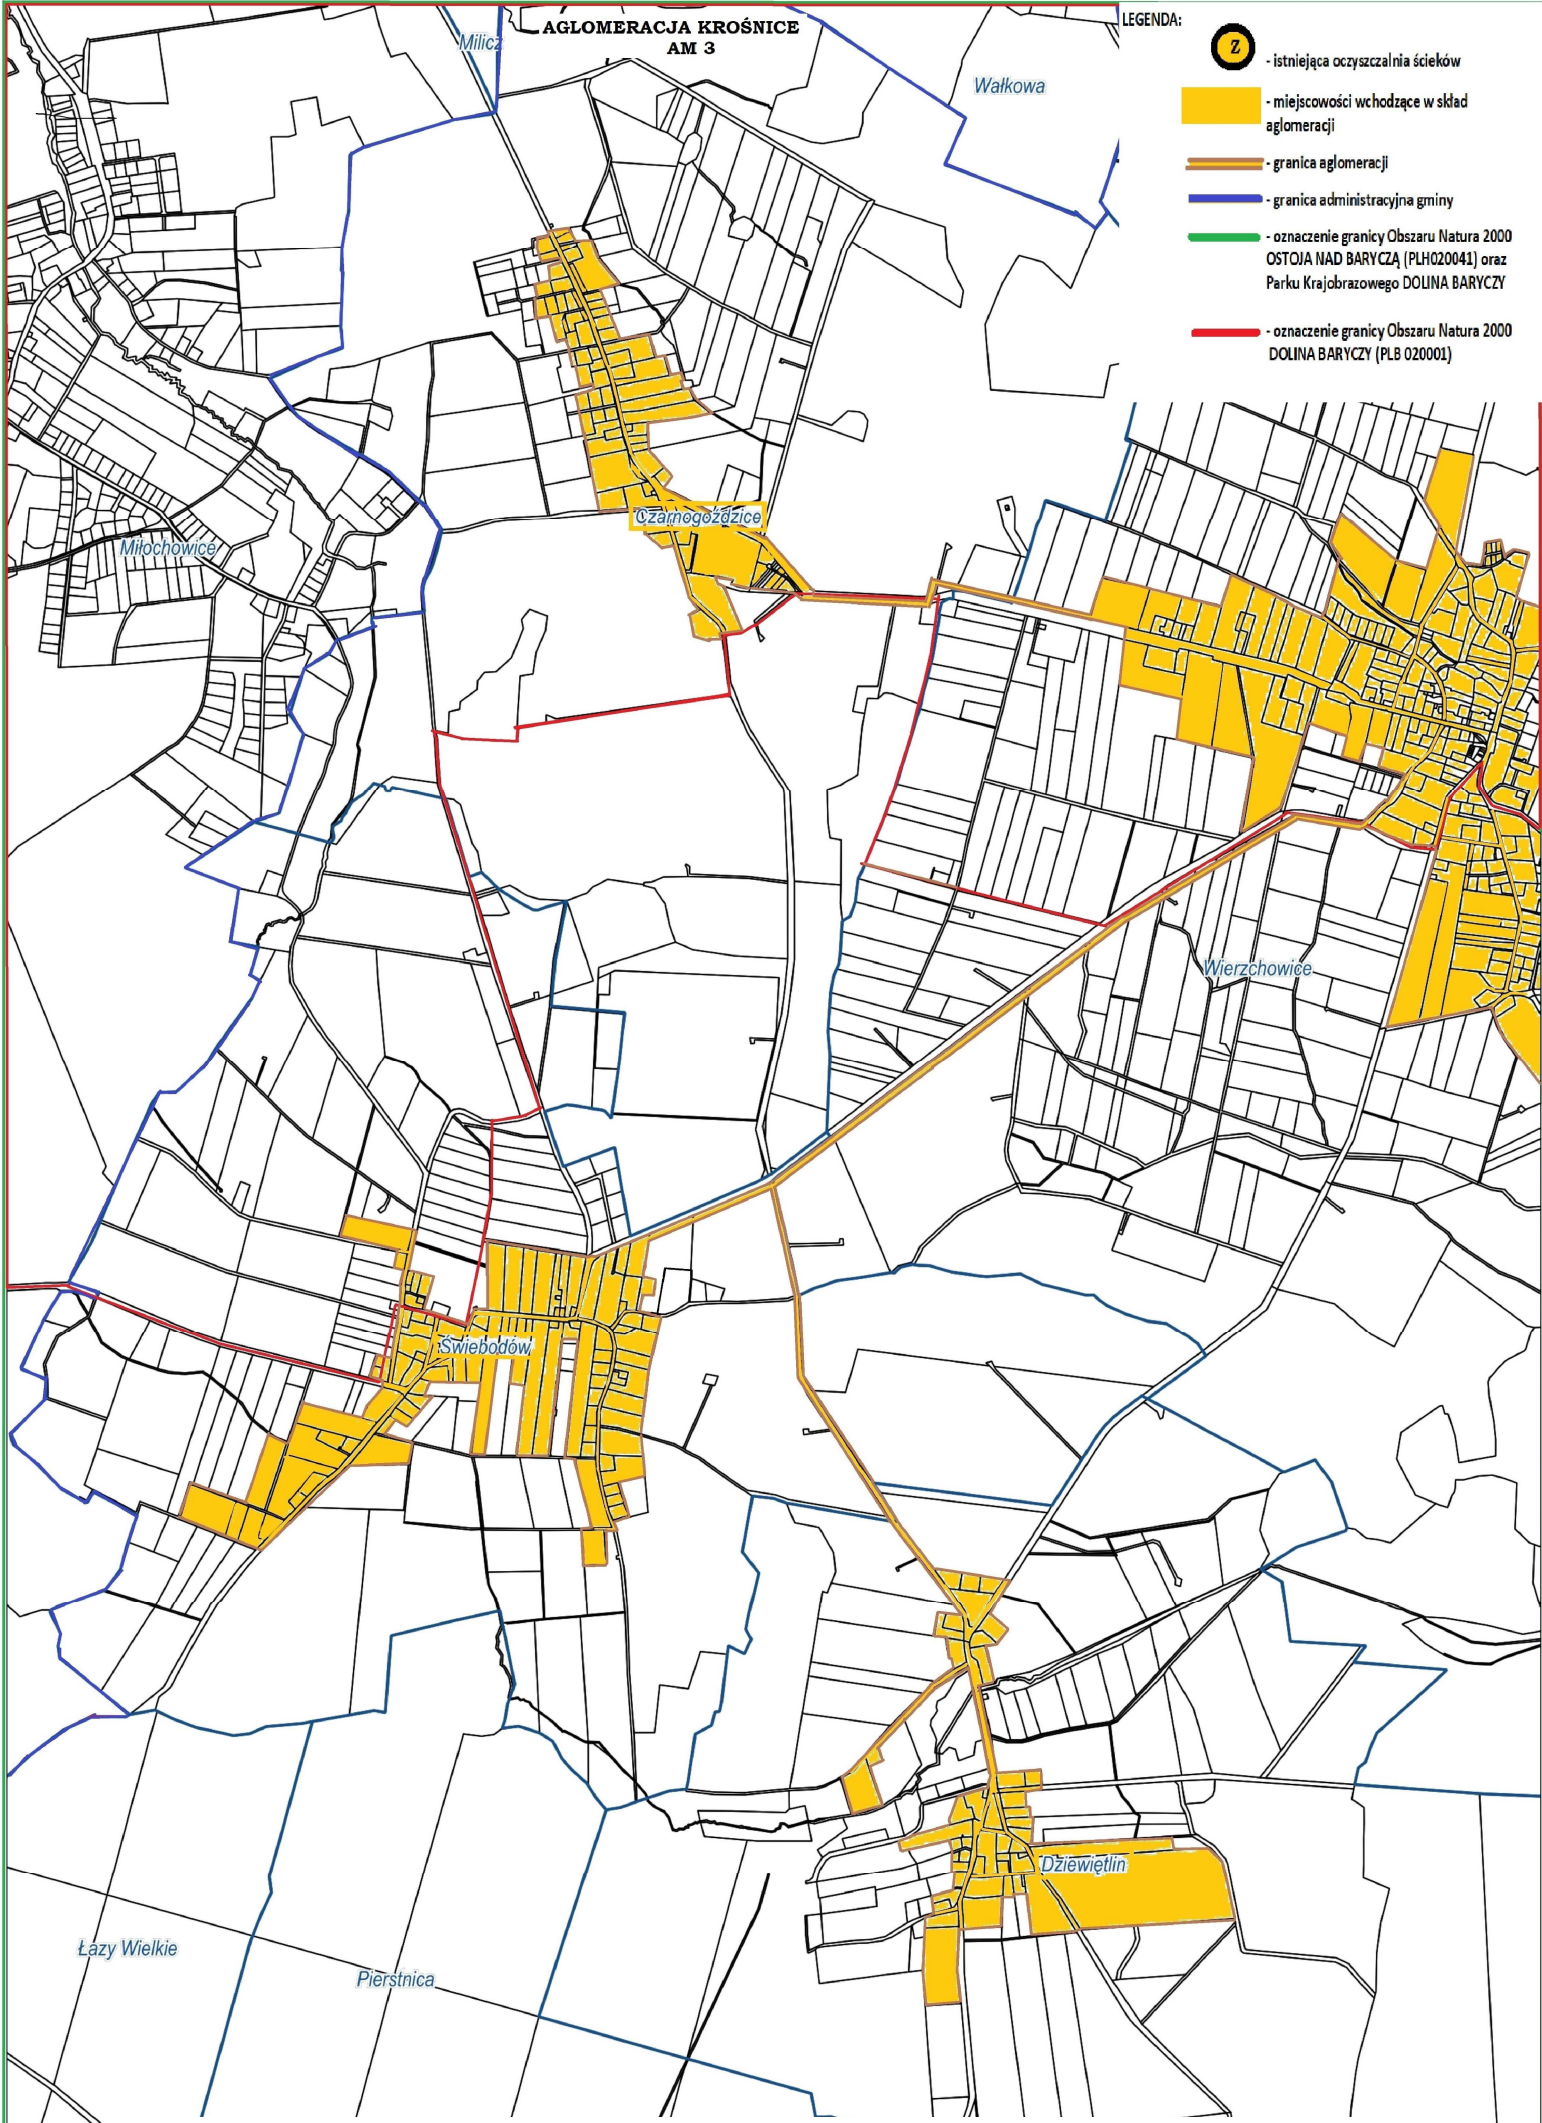 AGLOMERACJA KROŚNICE
AM 3
LEGENDA:
Z
- istniejąca oczyszczalnia ścieków
- miejscowości wchodzące w skład
aglomeracji
- granica aglomeracji
- granica administracyjna gminy
- oznaczenie granicy Obszaru Natura 2000
OSTOJA NAD BARYCZĄ (PLH020041) oraz
Parku Krajobrazowego DOLINA BARYCZY
- oznaczenie granicy Obszaru Natura 2000
DOLINA BARYCZY (PLB 020001)
Milicz
Wałkowa
Czarnogoździce
Miłochowice
Wierzchowice
Świebodów
Dziewiętlin
Łazy Wielkie
Pierstnica